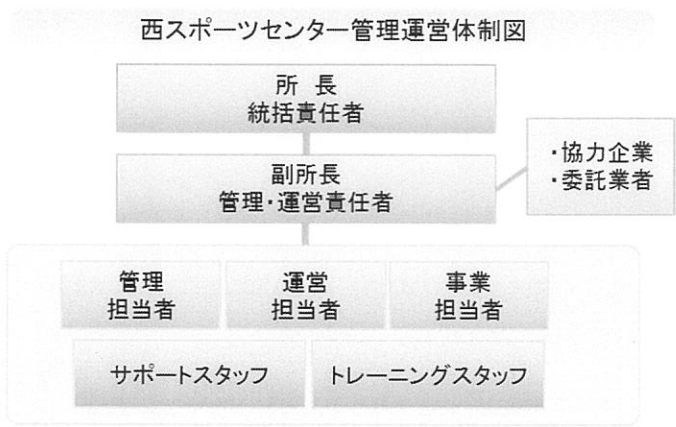 西スポーツセンター管理運営体制図
所 長
統括責任者
副所長
管理・運営責任者
・協力企業
・委託業者
管理
担当者
運営
担当者
事業
担当者
サポートスタッフ
トレーニングスタッフ